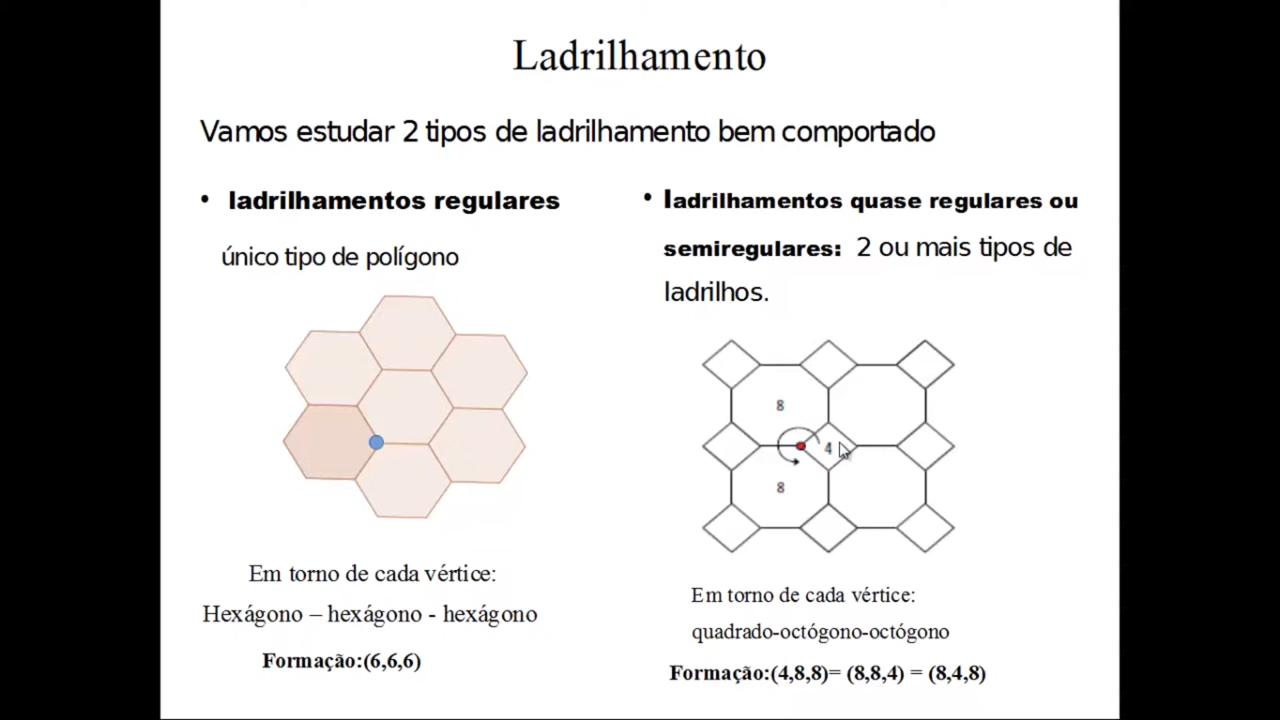 Ladrilhamento
Vamos estudar 2 tipos de ladrilhamento bem comportado
• ladrilhamentos regulares
único tipo de polígono
Em torno de cada vértice:
Hexágono – hexágono - hexágono
Formação:(6,6,6)
• ladrilhamentos quase regulares ou
semiregulares: 2 ou mais tipos de
ladrilhos.
8
4
8
Em torno de cada vértice:
quadrado-octógono-octógono
Formação:(4,8,8)= (8,8,4) = (8,4,8)